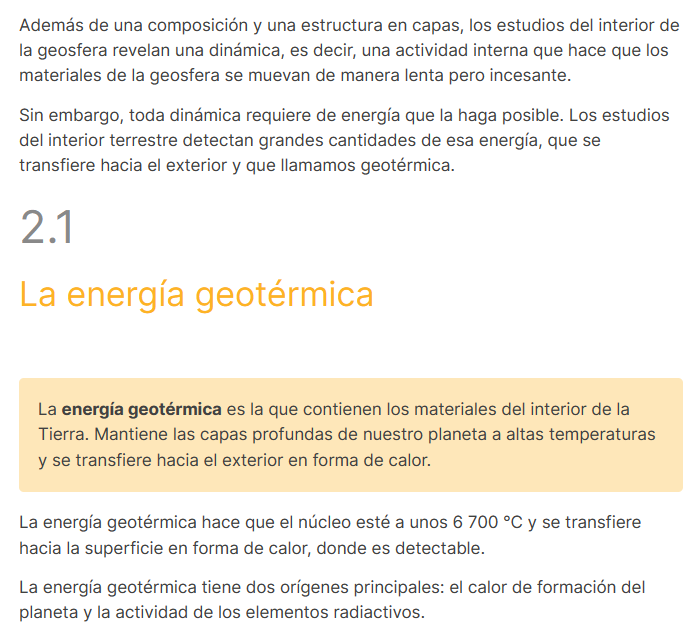 Además de una composición y una estructura en capas, los estudios del interior de
la geosfera revelan una dinámica, es decir, una actividad interna que hace que los
materiales de la geosfera se muevan de manera lenta pero incesante.
Sin embargo, toda dinámica requiere de energía que la haga posible. Los estudios
del interior terrestre detectan grandes cantidades de esa energía, que se
transfiere hacia el exterior y que llamamos geotérmica.
2.1
La energía geotérmica
La energía geotérmica es la que contienen los materiales del interior de la
Tierra. Mantiene las capas profundas de nuestro planeta a altas temperaturas
y se transfiere hacia el exterior en forma de calor.
La energía geotérmica hace que el núcleo esté a unos 6 700 °C y se transfiere
hacia la superficie en forma de calor, donde es detectable.
La energía geotérmica tiene dos orígenes principales: el calor de formación del
planeta y la actividad de los elementos radiactivos.